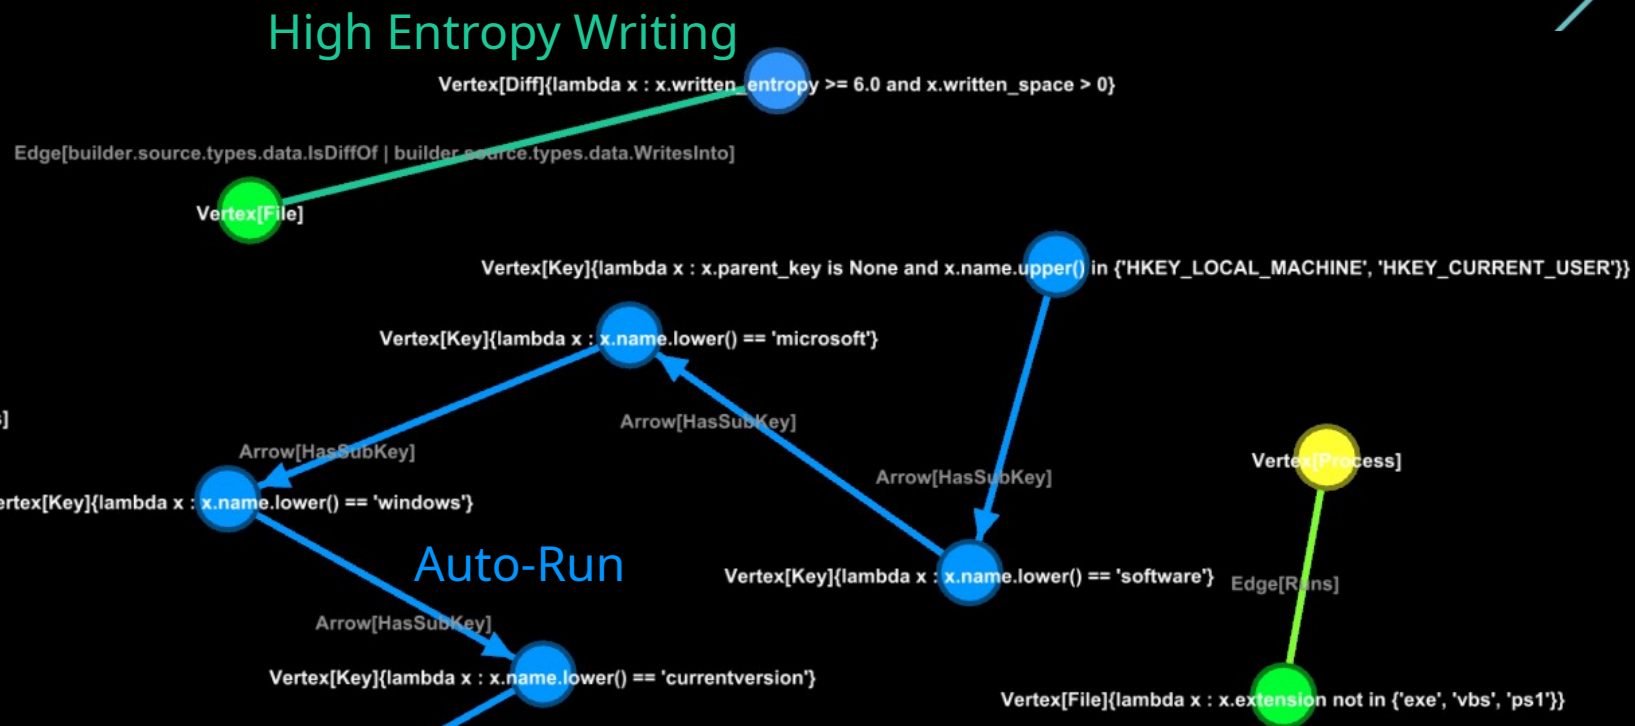 High Entropy Writing
Vertex[Diff]{lambda x : x.written_entropy >= 6.0 and x.written_space > 0}
Edge[builder.source.types.data.IsDiffOf | builder.source.types.data.WritesInto]
Vertex[File]
Vertex[Key]{lambda x : x.parent_key is None and x.name.upper() in {'HKEY_LOCAL_MACHINE', 'HKEY_CURRENT_USER'}}
Vertex[Key]{lambda x : x.name.lower() == 'microsoft'}
s]
Arrow[HasSubKey]
Arrow[HasSubKey]
Vertex[Process]
Arrow[HasSubKey]
ertex[Key]{lambda x : x.name.lower() == 'windows'}
Auto-Run
Vertex[Key]{lambda x : x.name.lower() == 'software'}
Edge[Runs]
Arrow[HasSubKey]
Vertex[Key]{lambda x : x.name.lower() == 'currentversion'}
Vertex[File]{lambda x : x.extension not in {'exe', 'vbs', 'ps1'}}